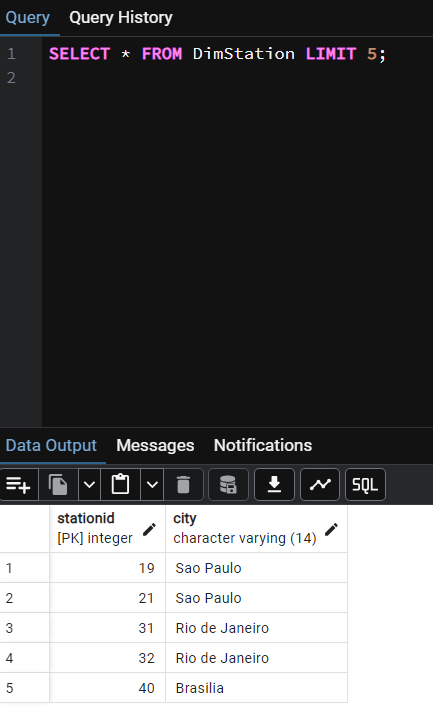 Query Query History
1 SELECT * FROM DimStation LIMIT 5;
2
Data Output Messages Notifications
SQL
stationid city
[PK] integer character varying (14)
1 19 Sao Paulo
2 21 Sao Paulo
3 31 Rio de Janeiro
4 32 Rio de Janeiro
5 40 Brasilia